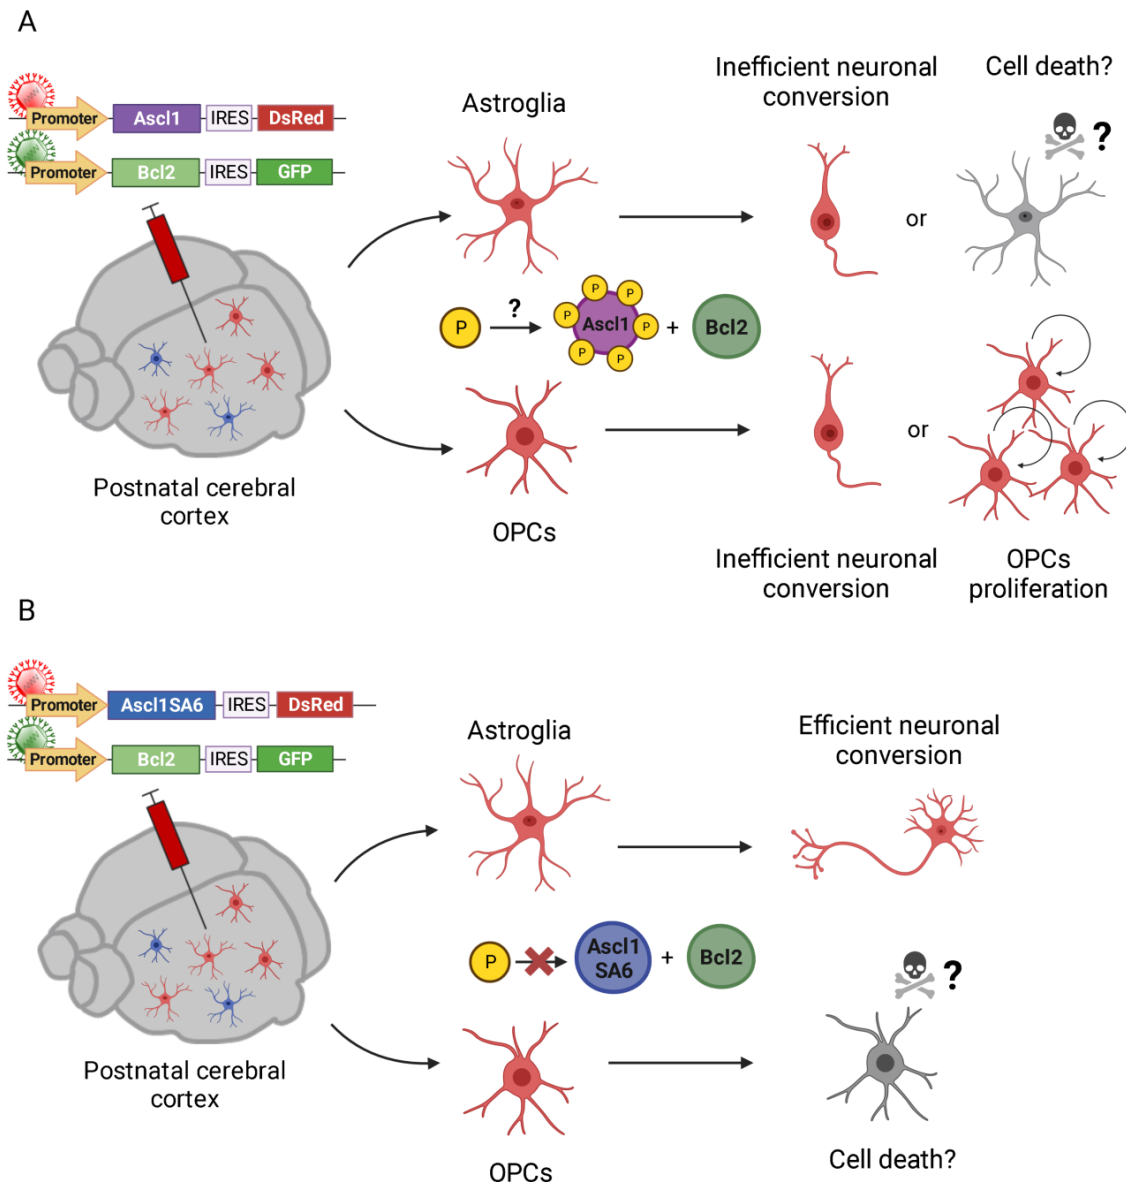 A
Promoter Ascl1 IRES DsRed
Promoter Bcl2 IRES GFP
Postnatal cerebral
cortex
Astroglia
Inefficient neuronal
conversion
or
Cell death?
?
P ? P P P P P P Ascl1 + Bcl2
OPCs
Inefficient neuronal
conversion
or
OPCs
proliferation
B
Promoter Ascl1SA6 IRES DsRed
Promoter Bcl2 IRES GFP
Postnatal cerebral
cortex
Astroglia
Efficient neuronal
conversion
P Ascl1
SA6 + Bcl2
OPCs
?
Cell death?